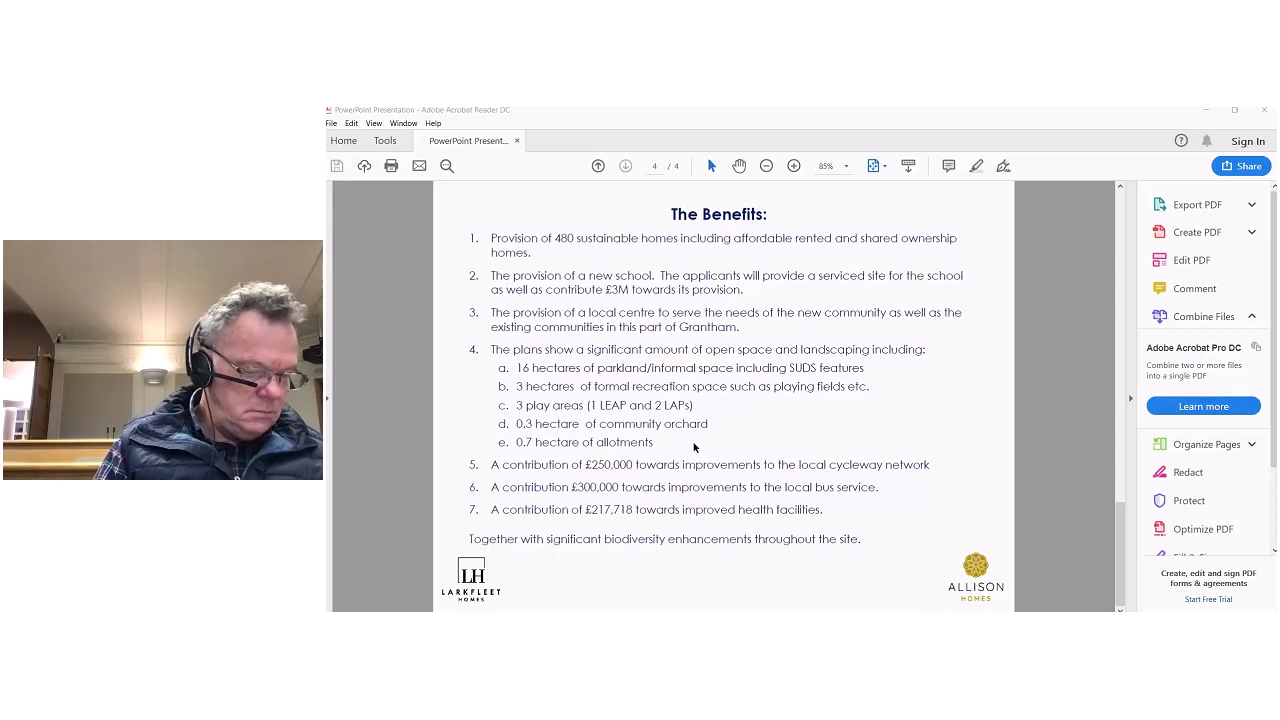 PowerPoint Presentation - Adobe Acrobat Reader DC
File Edit View Window Help
Home Tools PowerPoint Present... ×
Sign In
4 / 4
85%
Share
The Benefits:
1. Provision of 480 sustainable homes including affordable rented and shared ownership
homes.
2. The provision of a new school. The applicants will provide a serviced site for the school
as well as contribute £3M towards its provision.
3. The provision of a local centre to serve the needs of the new community as well as the
existing communities in this part of Grantham.
4. The plans show a significant amount of open space and landscaping including:
a. 16 hectares of parkland/informal space including SUDS features
b. 3 hectares of formal recreation space such as playing fields etc.
c. 3 play areas (1 LEAP and 2 LAPs)
d. 0.3 hectare of community orchard
e. 0.7 hectare of allotments
5. A contribution of £250,000 towards improvements to the local cycleway network
6. A contribution £300,000 towards improvements to the local bus service.
7. A contribution of £217,718 towards improved health facilities.
Together with significant biodiversity enhancements throughout the site.
LH
LARKFLEET
HOMES
ALLISON
HOMES
Export PDF
Create PDF
Edit PDF
Comment
Combine Files
Adobe Acrobat Pro DC
Combine two or more files
into a single PDF
Learn more
Organize Pages
Redact
Protect
Optimize PDF
Create, edit and sign PDF
forms & agreements
Start Free Trial